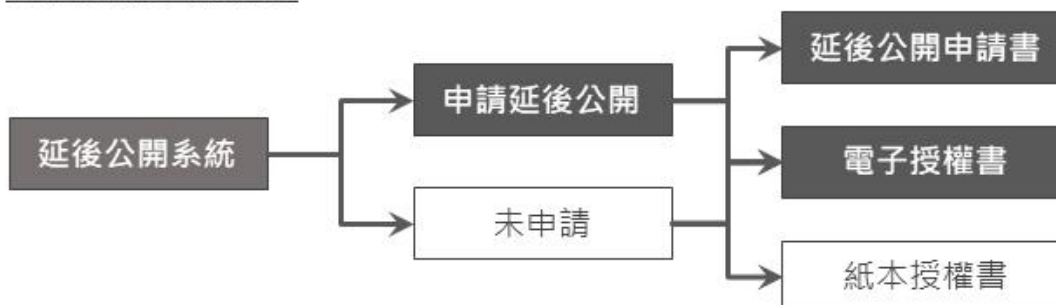 延後公開系統
申請延後公開
未申請
延後公開申請書
電子授權書
紙本授權書